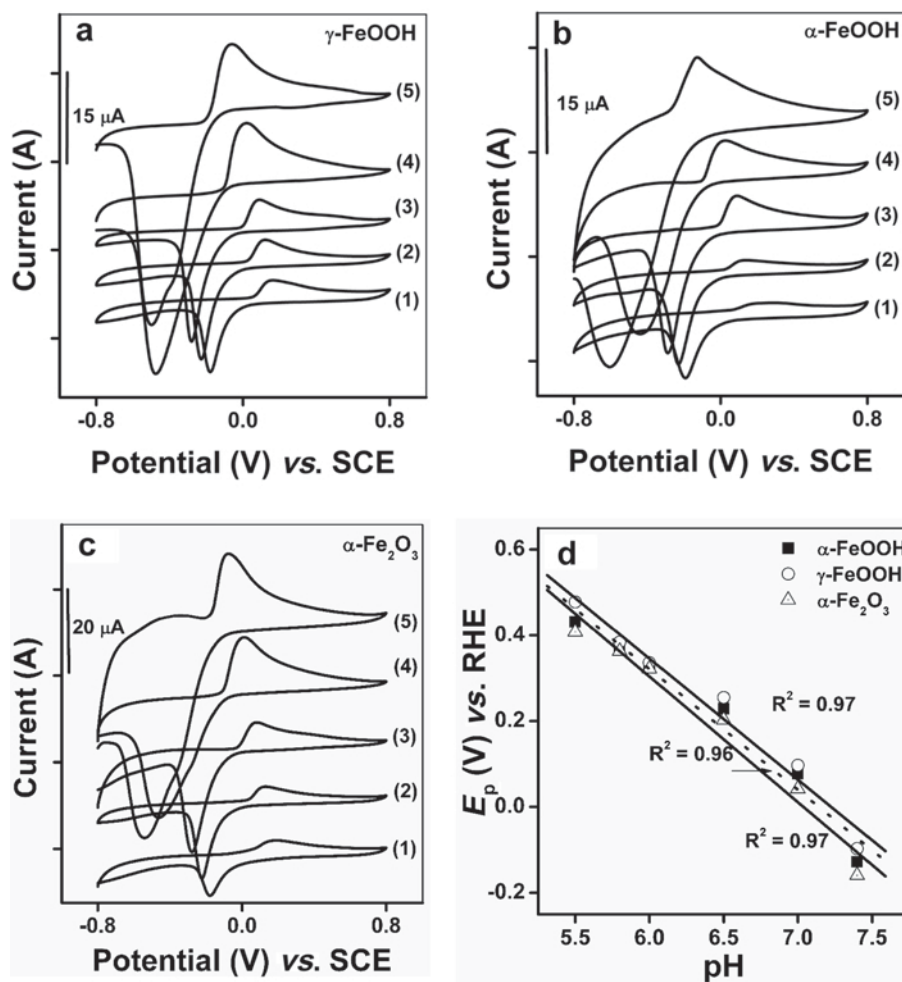 a
γ-FeOOH
15 μA
(5)
(4)
(3)
(2)
(1)
Current (A)
-0.8 0.0 0.8
Potential (V) vs. SCE
b
α-FeOOH
15 μA
(5)
(4)
(3)
(2)
(1)
Current (A)
-0.8 0.0 0.8
Potential (V) vs. SCE
c
α-Fe₂O₃
20 μA
(5)
(4)
(3)
(2)
(1)
Current (A)
-0.8 0.0 0.8
Potential (V) vs. SCE
d
α-FeOOH
γ-FeOOH
α-Fe₂O₃
0.6
0.4
0.2
0.0
-0.2
Eₚ (V) vs. RHE
R² = 0.97
R² = 0.96
R² = 0.97
5.5 6.0 6.5 7.0 7.5
pH